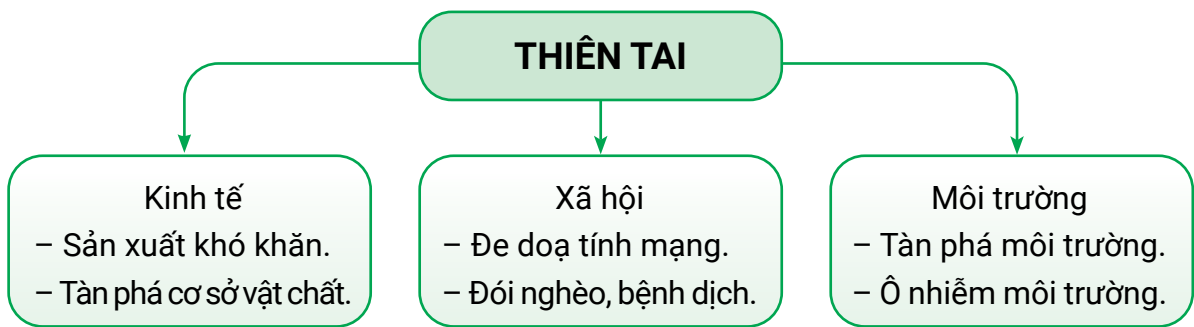 THIÊN TAI
Kinh tế
– Sản xuất khó khăn.
– Tàn phá cơ sở vật chất.
Xã hội
– Đe doạ tính mạng.
– Đói nghèo, bệnh dịch.
Môi trường
– Tàn phá môi trường.
– Ô nhiễm môi trường.